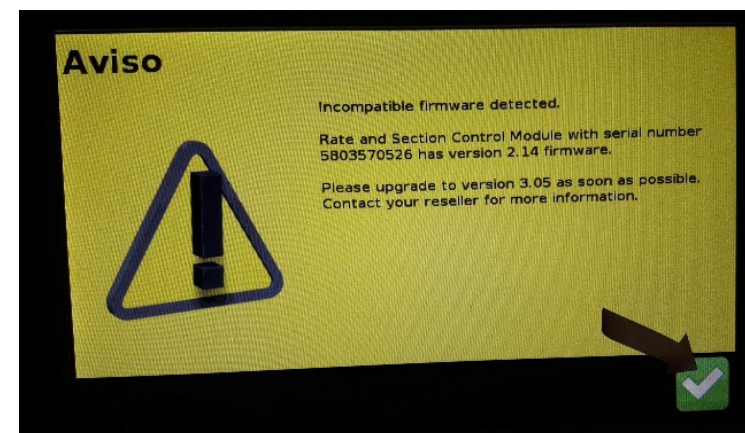 Aviso
Incompatible firmware detected.
Rate and Section Control Module with serial number
5803570526 has version 2.14 firmware.
Please upgrade to version 3.05 as soon as possible.
Contact your reseller for more information.